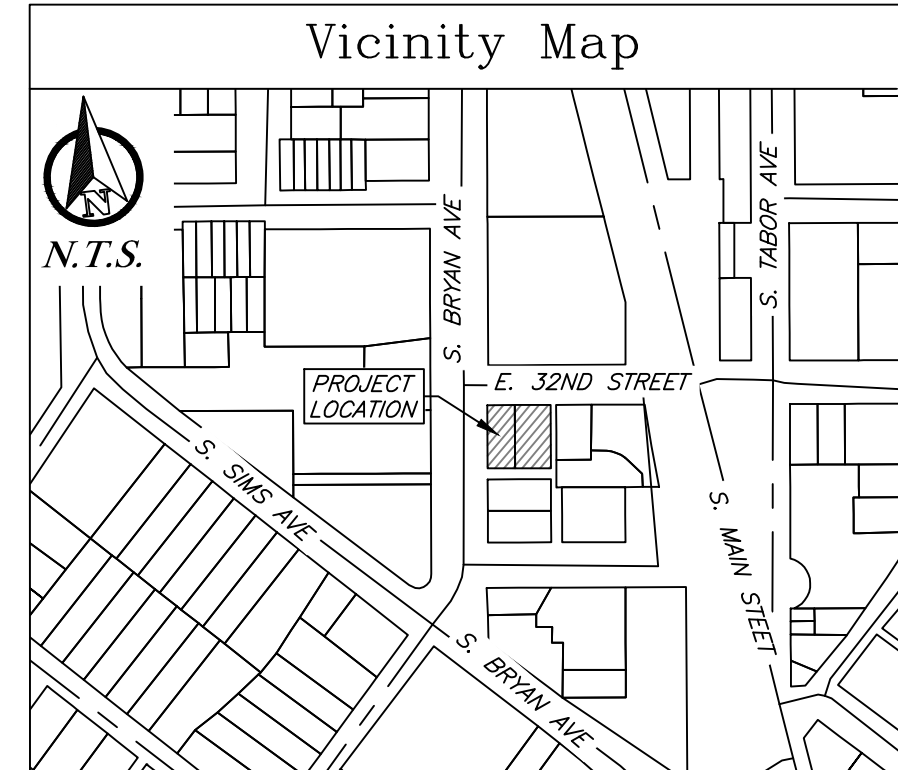 Vicinity Map
N
N.T.S.
S. BRYAN AVE
S. TABOR AVE
E. 32ND STREET
PROJECT
LOCATION
S. SIMS AVE
S. MAIN STEET
S. BRYAN AVE